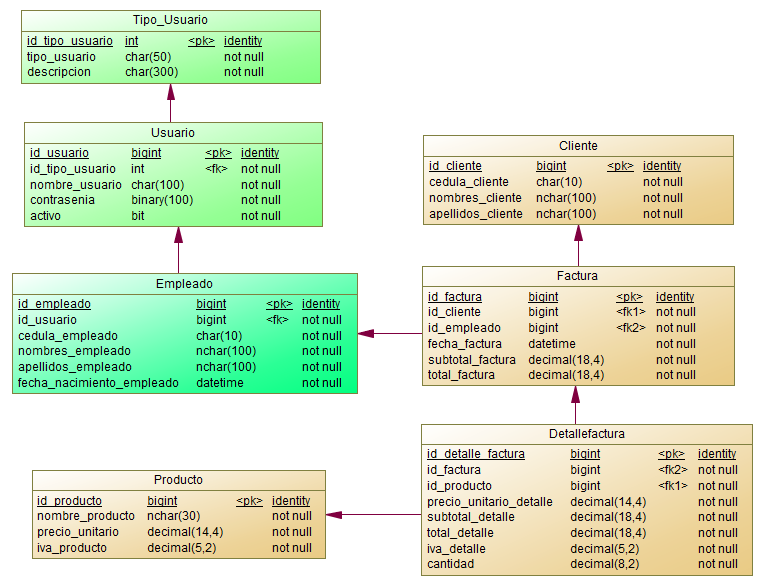 Tipo_Usuario
id_tipo_usuario int <pk> identity
tipo_usuario char(50) not null
descripcion char(300) not null
Usuario
id_usuario bigint <pk> identity
id_tipo_usuario int <fk> not null
nombre_usuario char(100) not null
contrasenia binary(100) not null
activo bit not null
Cliente
id_cliente bigint <pk> identity
cedula_cliente char(10) not null
nombres_cliente nchar(100) not null
apellidos_cliente nchar(100) not null
Empleado
id_empleado bigint <pk> identity
id_usuario bigint <fk> not null
cedula_empleado char(10) not null
nombres_empleado nchar(100) not null
apellidos_empleado nchar(100) not null
fecha_nacimiento_empleado datetime not null
Factura
id_factura bigint <pk> identity
id_cliente bigint <fk1> not null
id_empleado bigint <fk2> not null
fecha_factura datetime not null
subtotal_factura decimal(18,4) not null
total_factura decimal(18,4) not null
Detallefactura
id_detalle_factura bigint <pk> identity
id_factura bigint <fk2> not null
id_producto bigint <fk1> not null
precio_unitario_detalle decimal(14,4) not null
subtotal_detalle decimal(18,4) not null
total_detalle decimal(18,4) not null
iva_detalle decimal(5,2) not null
cantidad decimal(8,2) not null
Producto
id_producto bigint <pk> identity
nombre_producto nchar(30) not null
precio_unitario decimal(14,4) not null
iva_producto decimal(5,2) not null